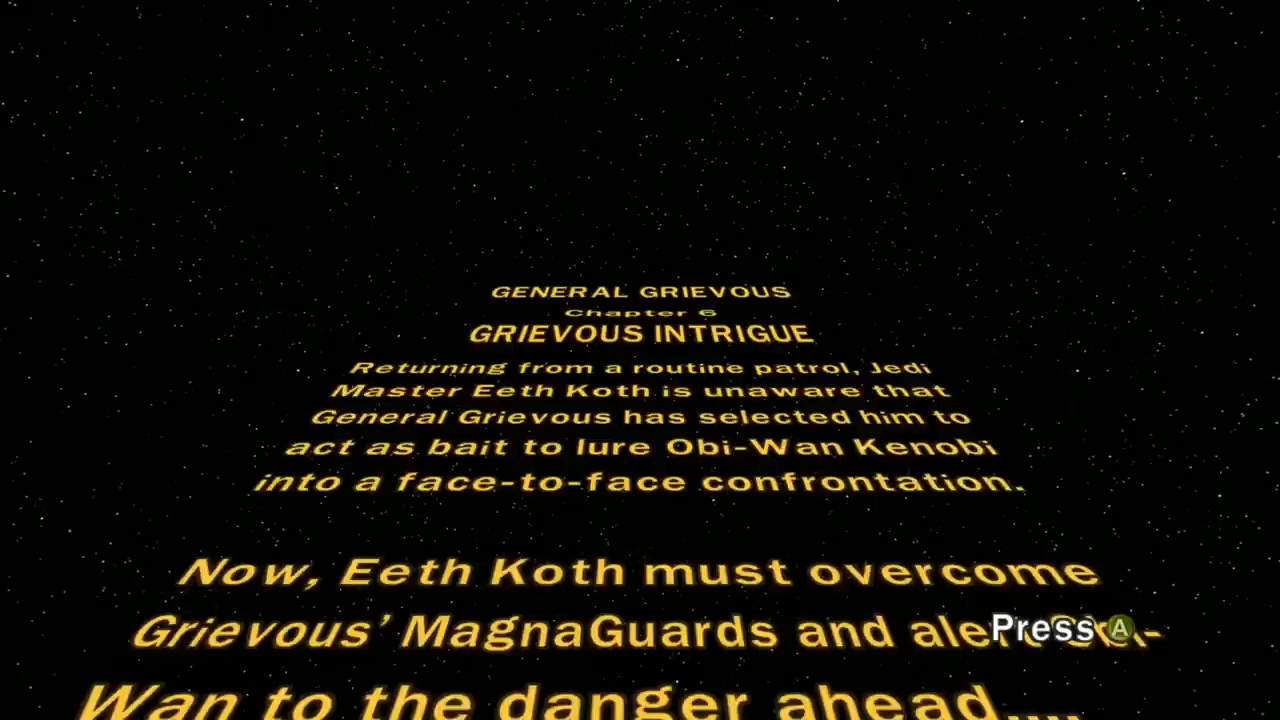 GENERAL GRIEVOUS
Chapter 6
GRIEVOUS INTRIGUE
Returning from a routine patrol, Jedi
Master Eeth Koth is unaware that
General Grievous has selected him to
act as bait to lure Obi-Wan Kenobi
into a face-to-face confrontation.
Now, Eeth Koth must overcome
Grievous' MagnaGuards and
Press A
Wan to the danger ahead....